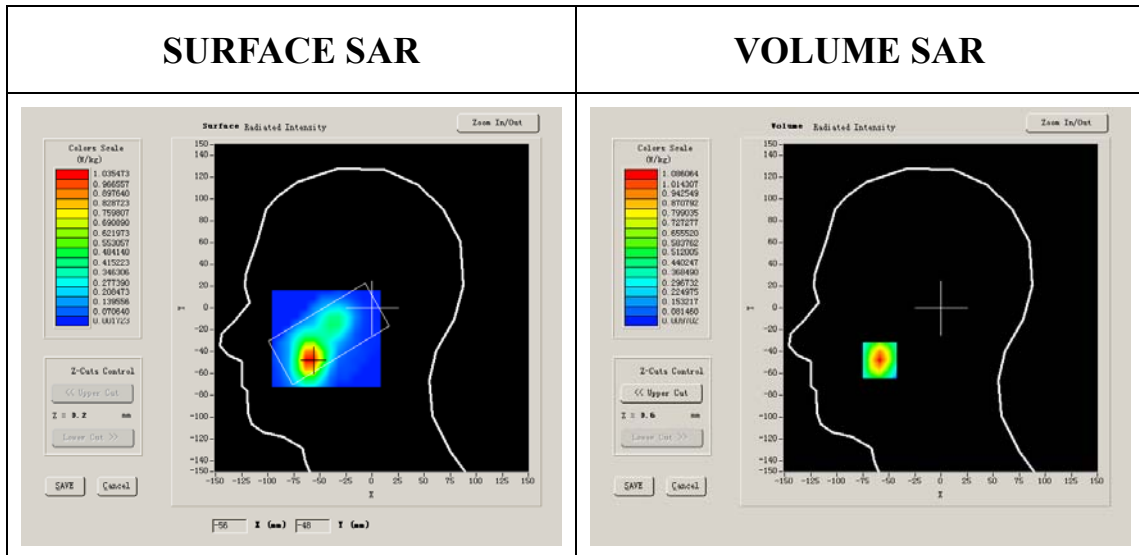 SURFACE SAR
VOLUME SAR
Surface Radiated Intensity
Zoom In/Out
Colors Scale
(W/kg)
1.035473
0.966557
0.897640
0.828723
0.759807
0.690890
0.621973
0.553057
0.484140
0.415223
0.346306
0.277390
0.208473
0.139556
0.070640
0.001723
150
140
120
100
80
60
40
20
0
-20
-40
-60
-80
-100
-120
-140
-150
Y
-150 -125 -100 -75 -50 -25 0 25 50 75 100 125 150
X
Z-Cuts Control
<< Upper Cut
Z = mm
Lower Cut >>
SAVE Cancel
-56 X (mm) -48 Y (mm)
Volume Radiated Intensity
Zoom In/Out
Colors Scale
(W/kg)
1.086064
1.014307
0.942549
0.870792
0.799035
0.727277
0.655520
0.583762
0.512005
0.440247
0.368490
0.296732
0.224975
0.153217
0.081460
0.009702
150
140
120
100
80
60
40
20
0
-20
-40
-60
-80
-100
-120
-140
-150
Y
-150 -125 -100 -75 -50 -25 0 25 50 75 100 125 150
X
Z-Cuts Control
<< Upper Cut
Z = mm
Lower Cut >>
SAVE Cancel